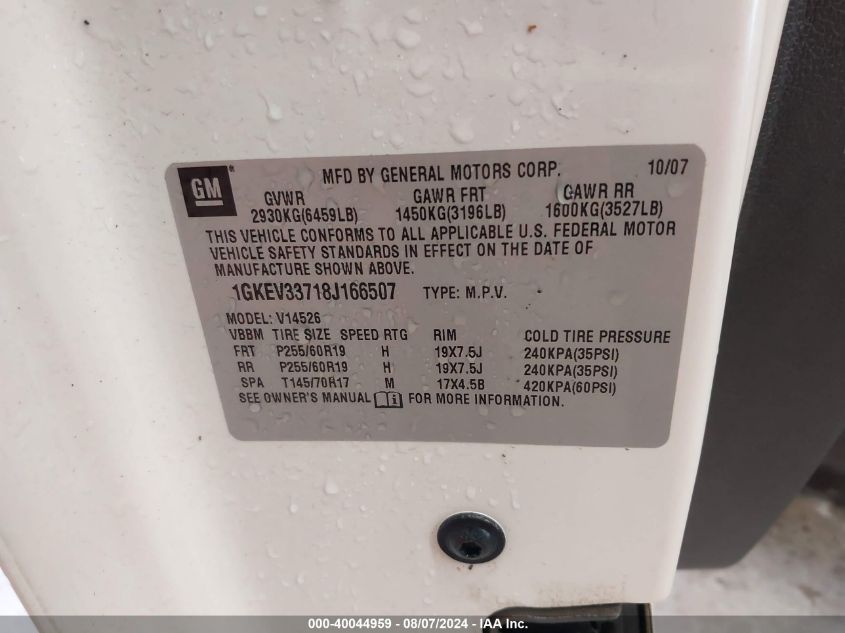 GM
MFD BY GENERAL MOTORS CORP. 10/07
GVWR GAWR FRT GAWR RR
2930KG(6459LB) 1450KG(3196LB) 1600KG(3527LB)
THIS VEHICLE CONFORMS TO ALL APPLICABLE U.S. FEDERAL MOTOR
VEHICLE SAFETY STANDARDS IN EFFECT ON THE DATE OF
MANUFACTURE SHOWN ABOVE.
1GKEV33718J166507 TYPE: M.P.V.
MODEL: V14526
VBBM TIRE SIZE SPEED RTG RIM COLD TIRE PRESSURE
FRT P255/60R19 H 19X7.5J 240KPA(35PSI)
RR P255/60R19 H 19X7.5J 240KPA(35PSI)
SPA T145/70R17 M 17X4.5B 420KPA(60PSI)
SEE OWNER'S MANUAL i FOR MORE INFORMATION.
000-40044959 - 08/07/2024 - IAA Inc.